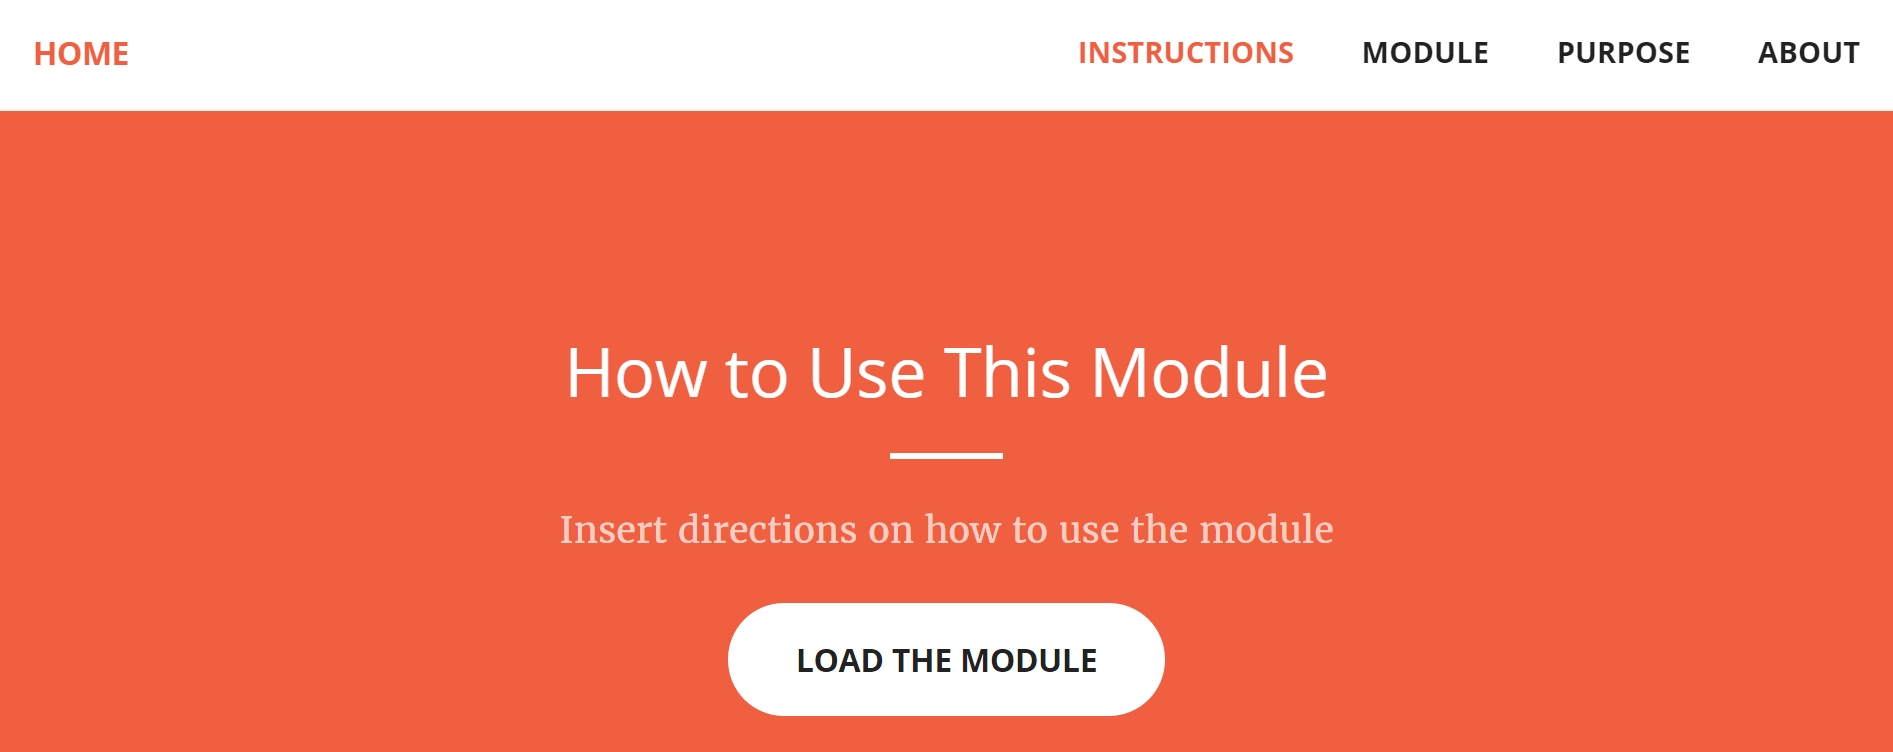 HOME INSTRUCTIONS MODULE PURPOSE ABOUT
How to Use This Module
Insert directions on how to use the module
LOAD THE MODULE